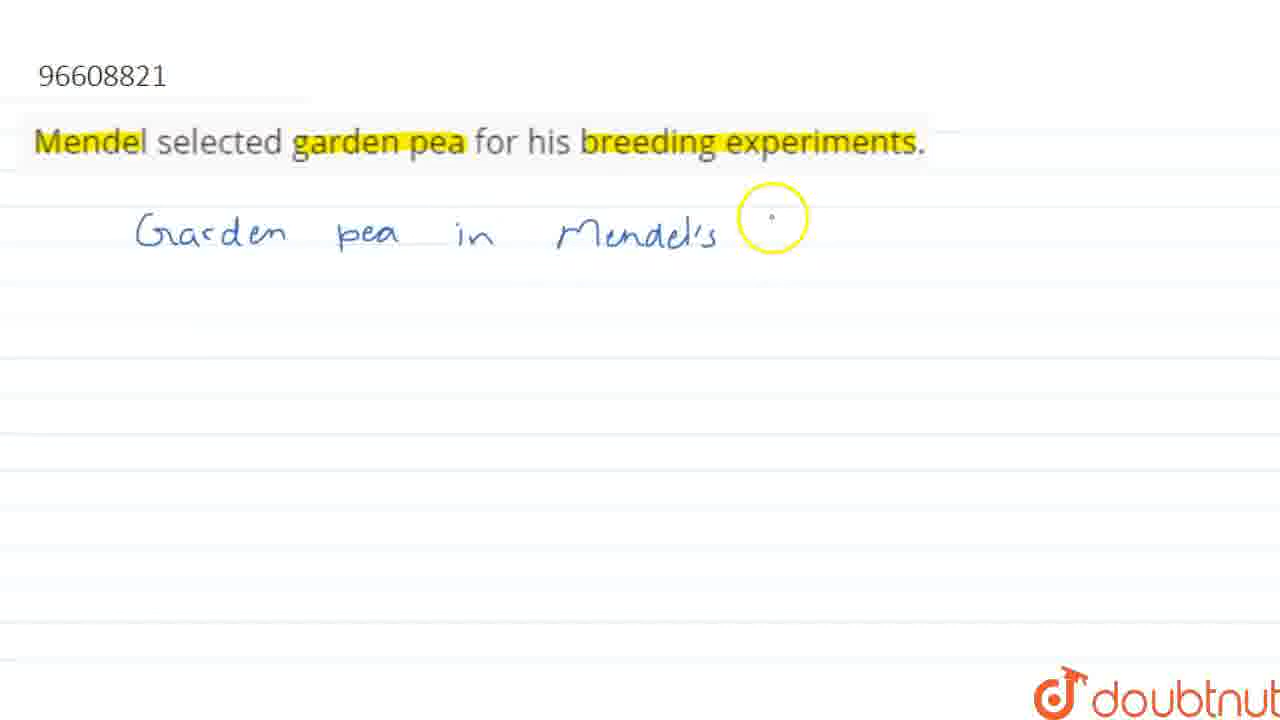 96608821
Mendel selected garden pea for his breeding experiments.
Garden pea in Mendel's
doubtnut